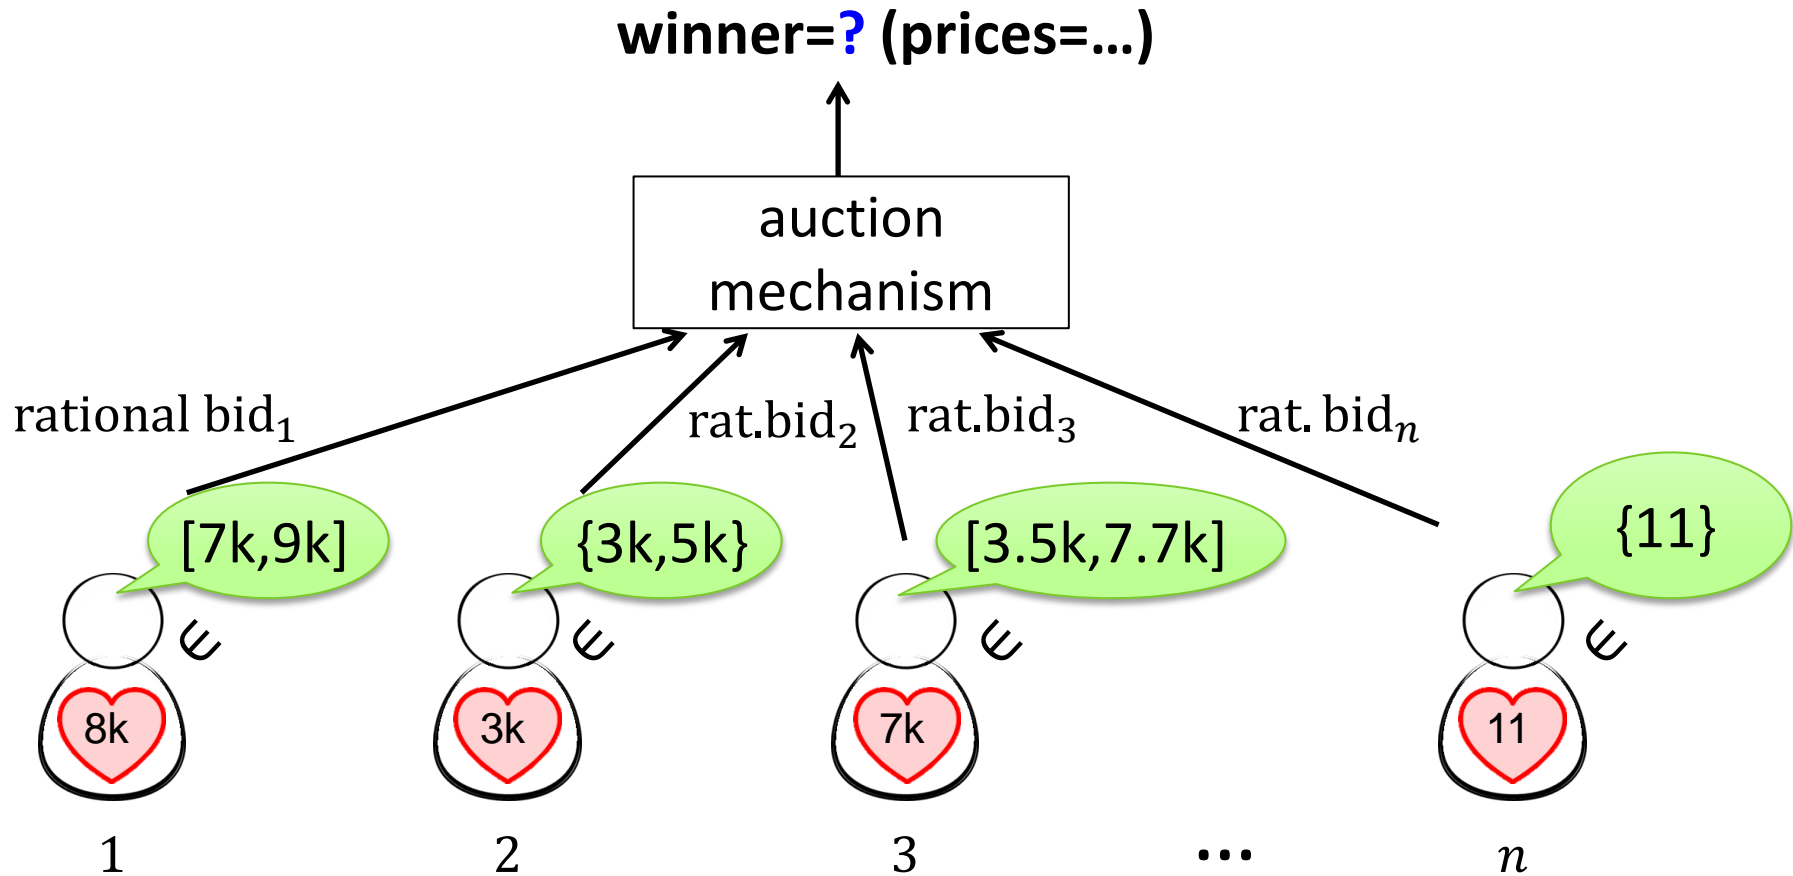 winner=? (prices=...)
auction
mechanism
rational bid₁
rat.bid₂
rat.bid₃
rat. bidₙ
[7k,9k]
{3k,5k}
[3.5k,7.7k]
{11}
∈ ∈ ∈ ∈
8k 3k 7k 11
1 2 3 ... n